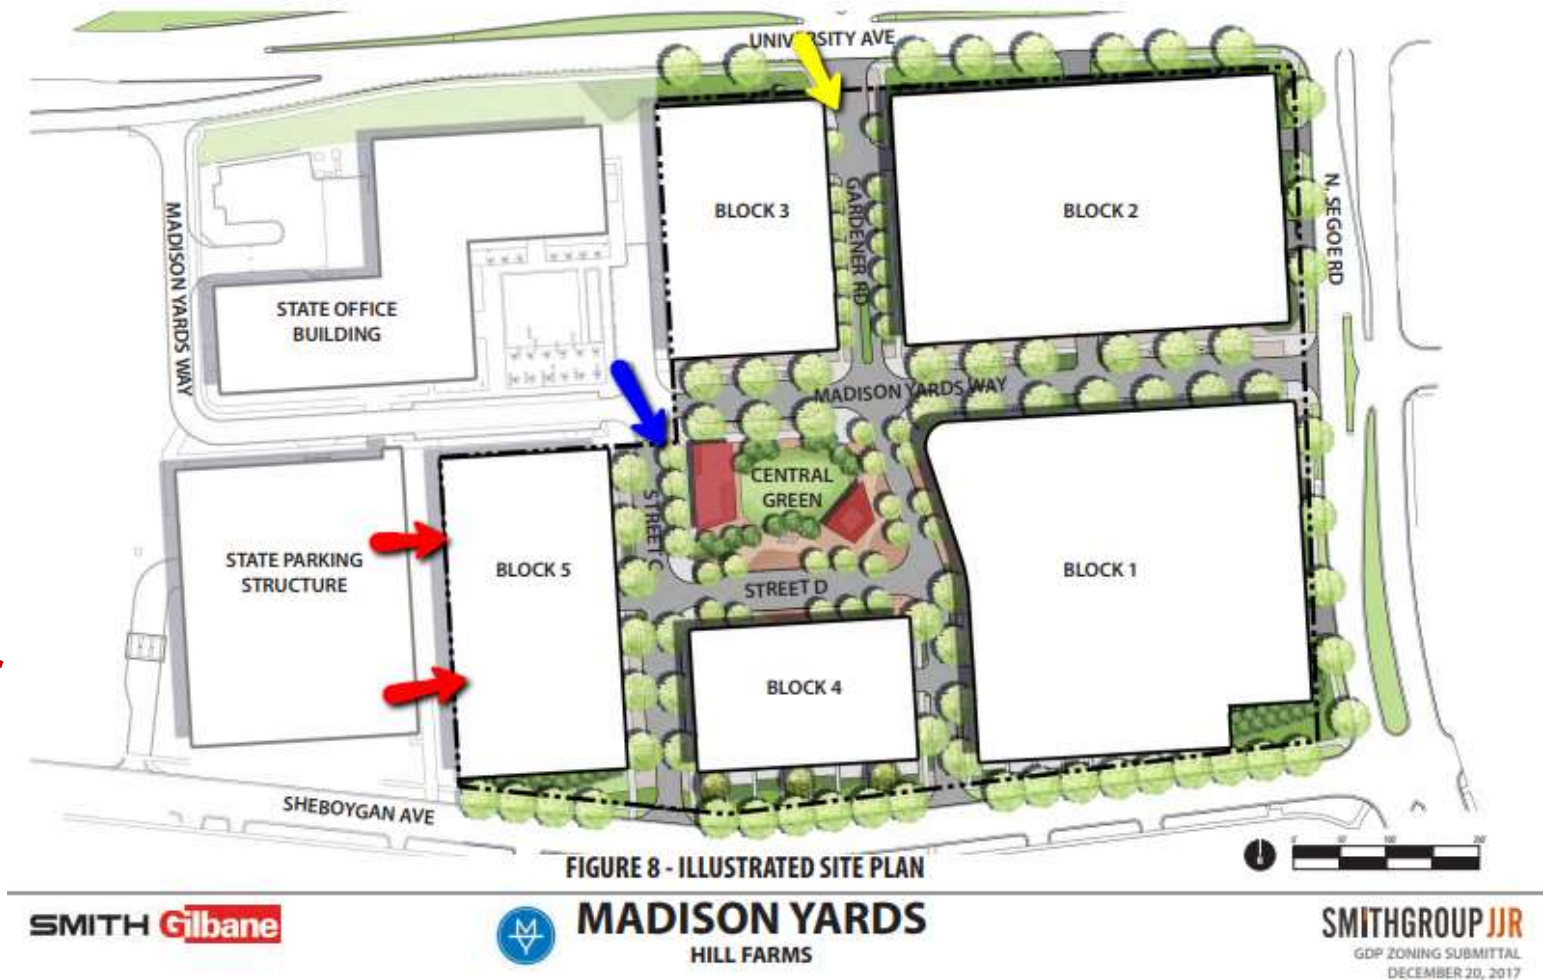 UNIVERSITY AVE
BLOCK 3
GARDENER RD
BLOCK 2
N. SEGOE RD
MADISON YARDS WAY
STATE OFFICE
BUILDING
MADISON YARDS WAY
CENTRAL
GREEN
STREET C
STATE PARKING
STRUCTURE
BLOCK 5
STREET D
BLOCK 1
BLOCK 4
SHEBOYGAN AVE
FIGURE 8 - ILLUSTRATED SITE PLAN
SMITH Gilbane
MADISON YARDS
HILL FARMS
SMITHGROUP JJR
GDP ZONING SUBMITTAL
DECEMBER 20, 2017